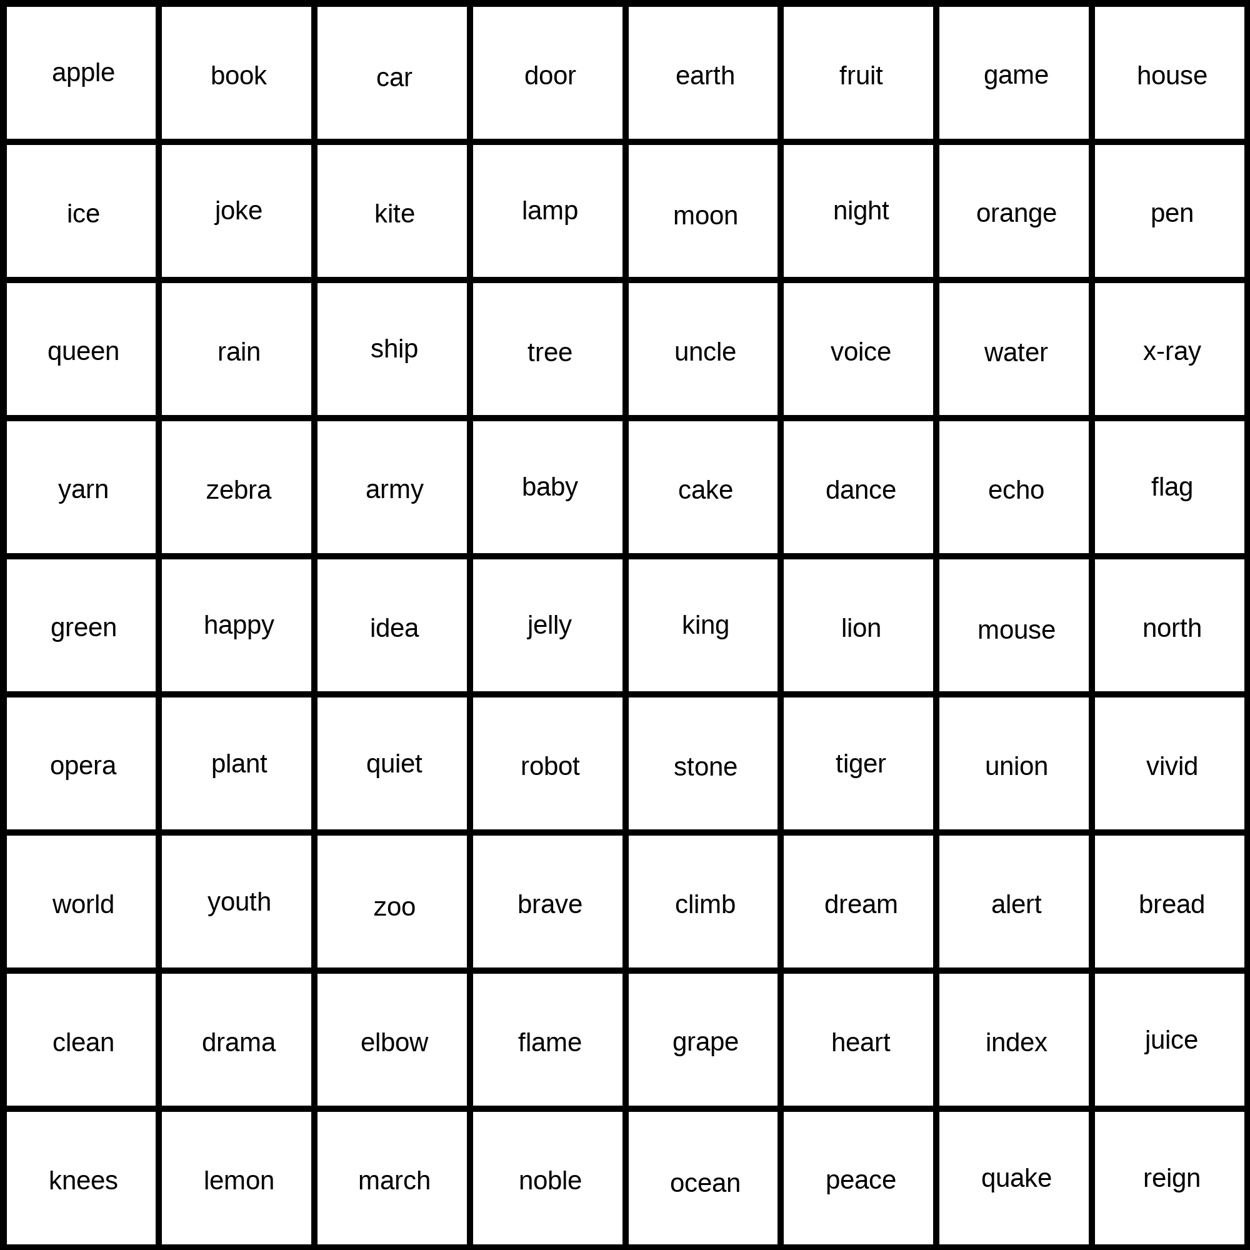 apple book car door earth fruit game house
ice joke kite lamp moon night orange pen
queen rain ship tree uncle voice water x-ray
yarn zebra army baby cake dance echo flag
green happy idea jelly king lion mouse north
opera plant quiet robot stone tiger union vivid
world youth zoo brave climb dream alert bread
clean drama elbow flame grape heart index juice
knees lemon march noble ocean peace quake reign